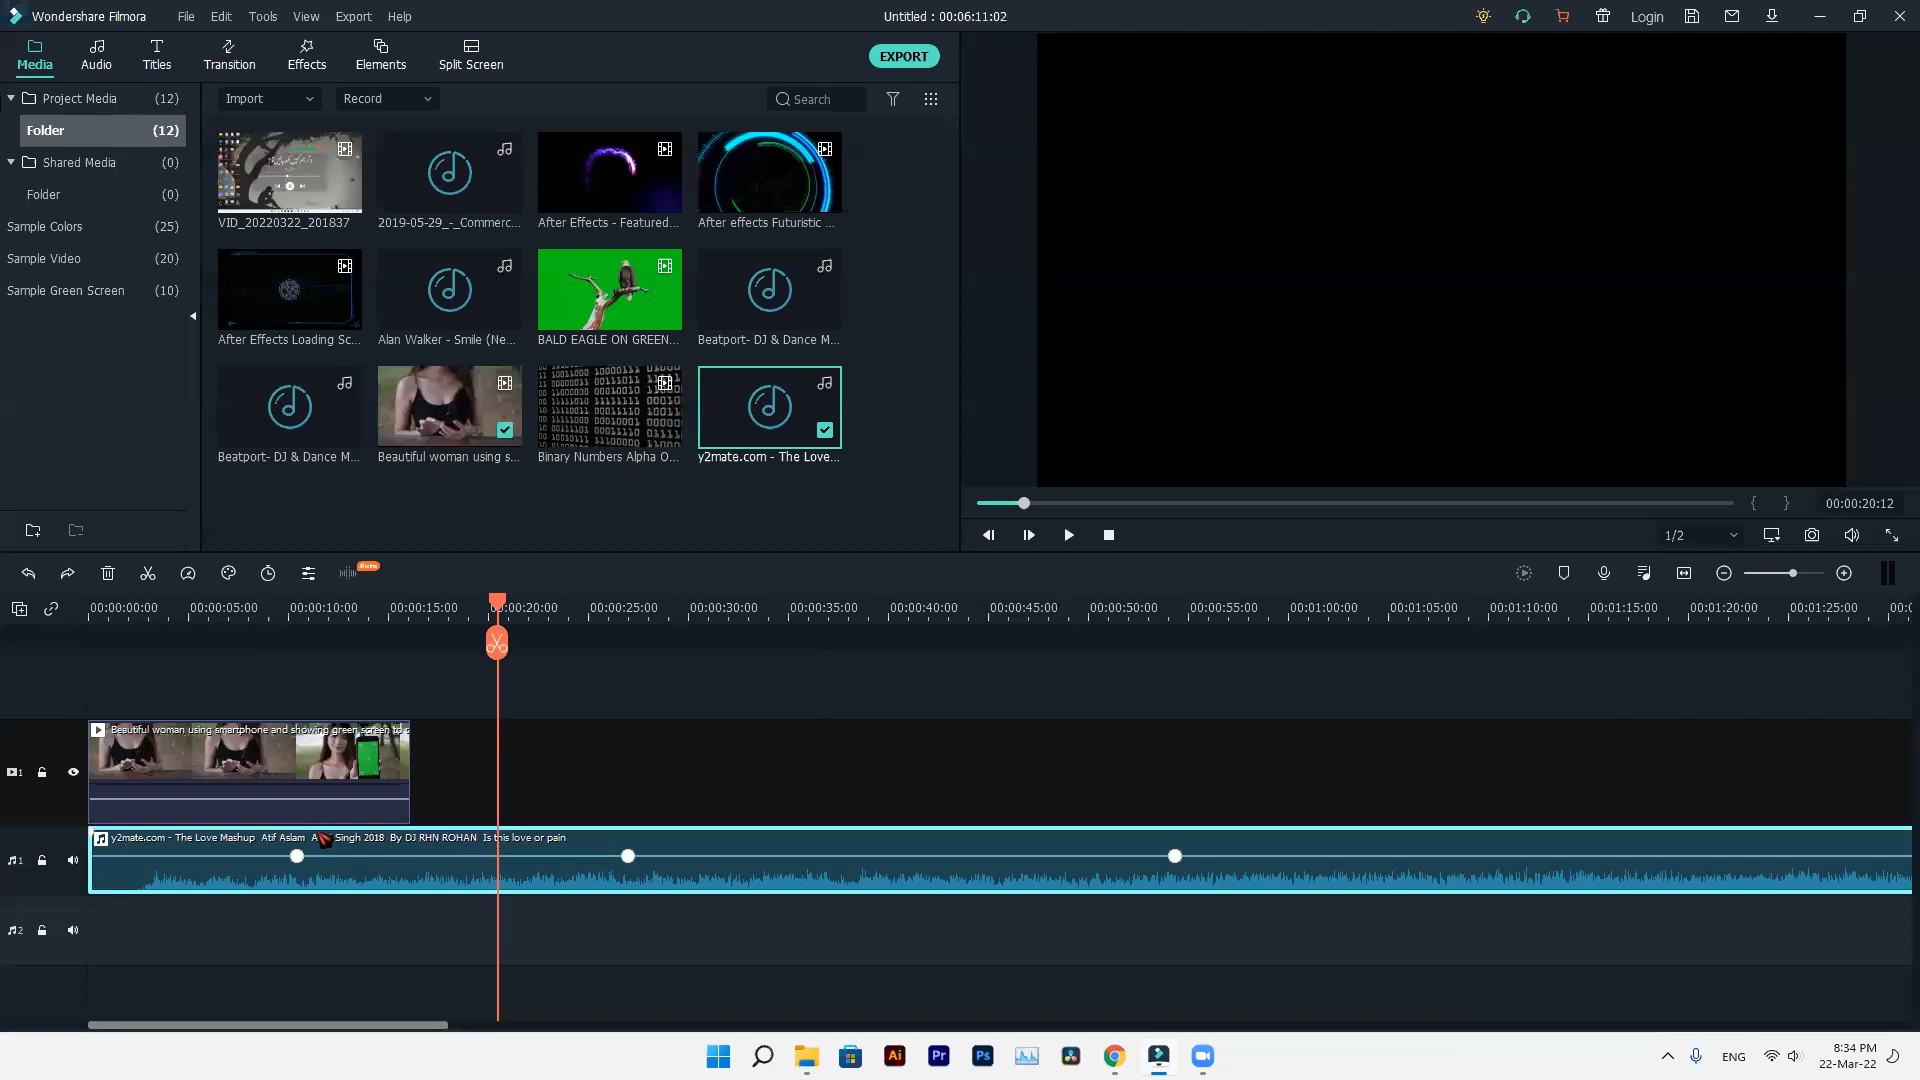 Wondershare Filmora File Edit Tools View Export Help Untitled : 00:06:11:02 Login
Media Audio Titles Transition Effects Elements Split Screen EXPORT
Project Media (12)
Folder (12)
Shared Media (0)
Folder (0)
Sample Colors (25)
Sample Video (20)
Sample Green Screen (10)
Import Record Search
VID_20220322_201837 2019-05-29_-_Commerc... After Effects - Featured... After effects Futuristic ...
After Effects Loading Sc... Alan Walker - Smile (Ne... BALD EAGLE ON GREEN... Beatport- DJ & Dance M...
Beatport- DJ & Dance M... Beautiful woman using s... Binary Numbers Alpha O... y2mate.com - The Love...
{ } 00:00:20:12
1/2
00:00:00:00 00:00:05:00 00:00:10:00 00:00:15:00 00:00:20:00 00:00:25:00 00:00:30:00 00:00:35:00 00:00:40:00 00:00:45:00 00:00:50:00 00:00:55:00 00:01:00:00 00:01:05:00 00:01:10:00 00:01:15:00 00:01:20:00 00:01:25:00
Beautiful woman using smartphone and showing green screen to
1
y2mate.com - The Love Mashup Atif Aslam Singh 2018 By DJ RHN ROHAN Is this love or pain
1
2
Ai Pr Ps ENG 8:34 PM
22-Mar-22